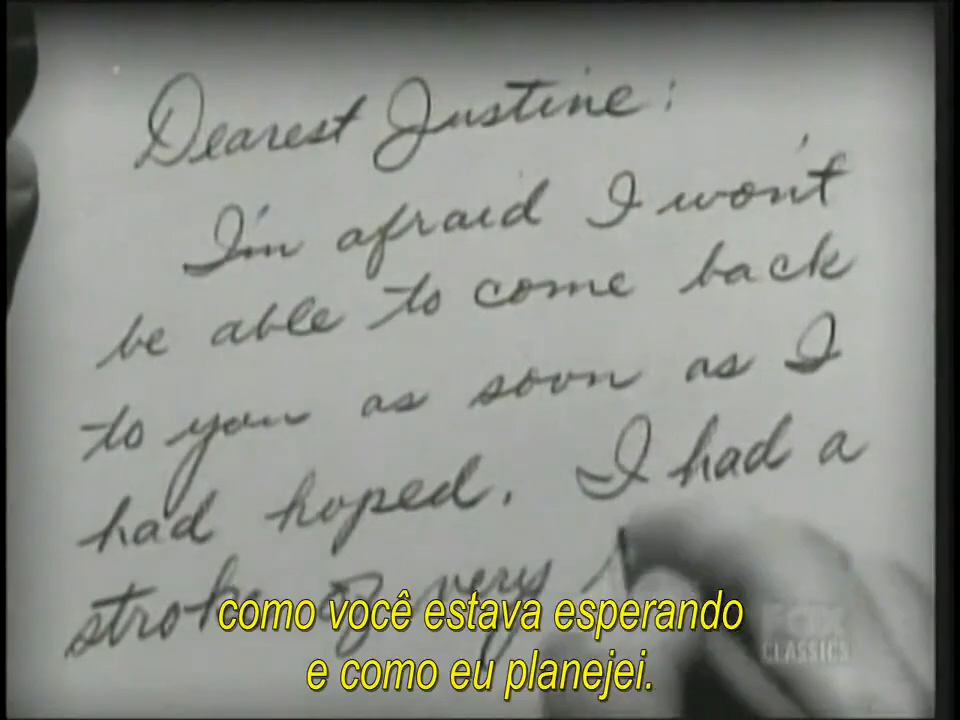 Dearest Justine:
I'm afraid I won't
be able to come back
to you as soon as I
had hoped. I had a
stroke of very
como você estava esperando
e como eu planejei.
FOX
CLASSICS